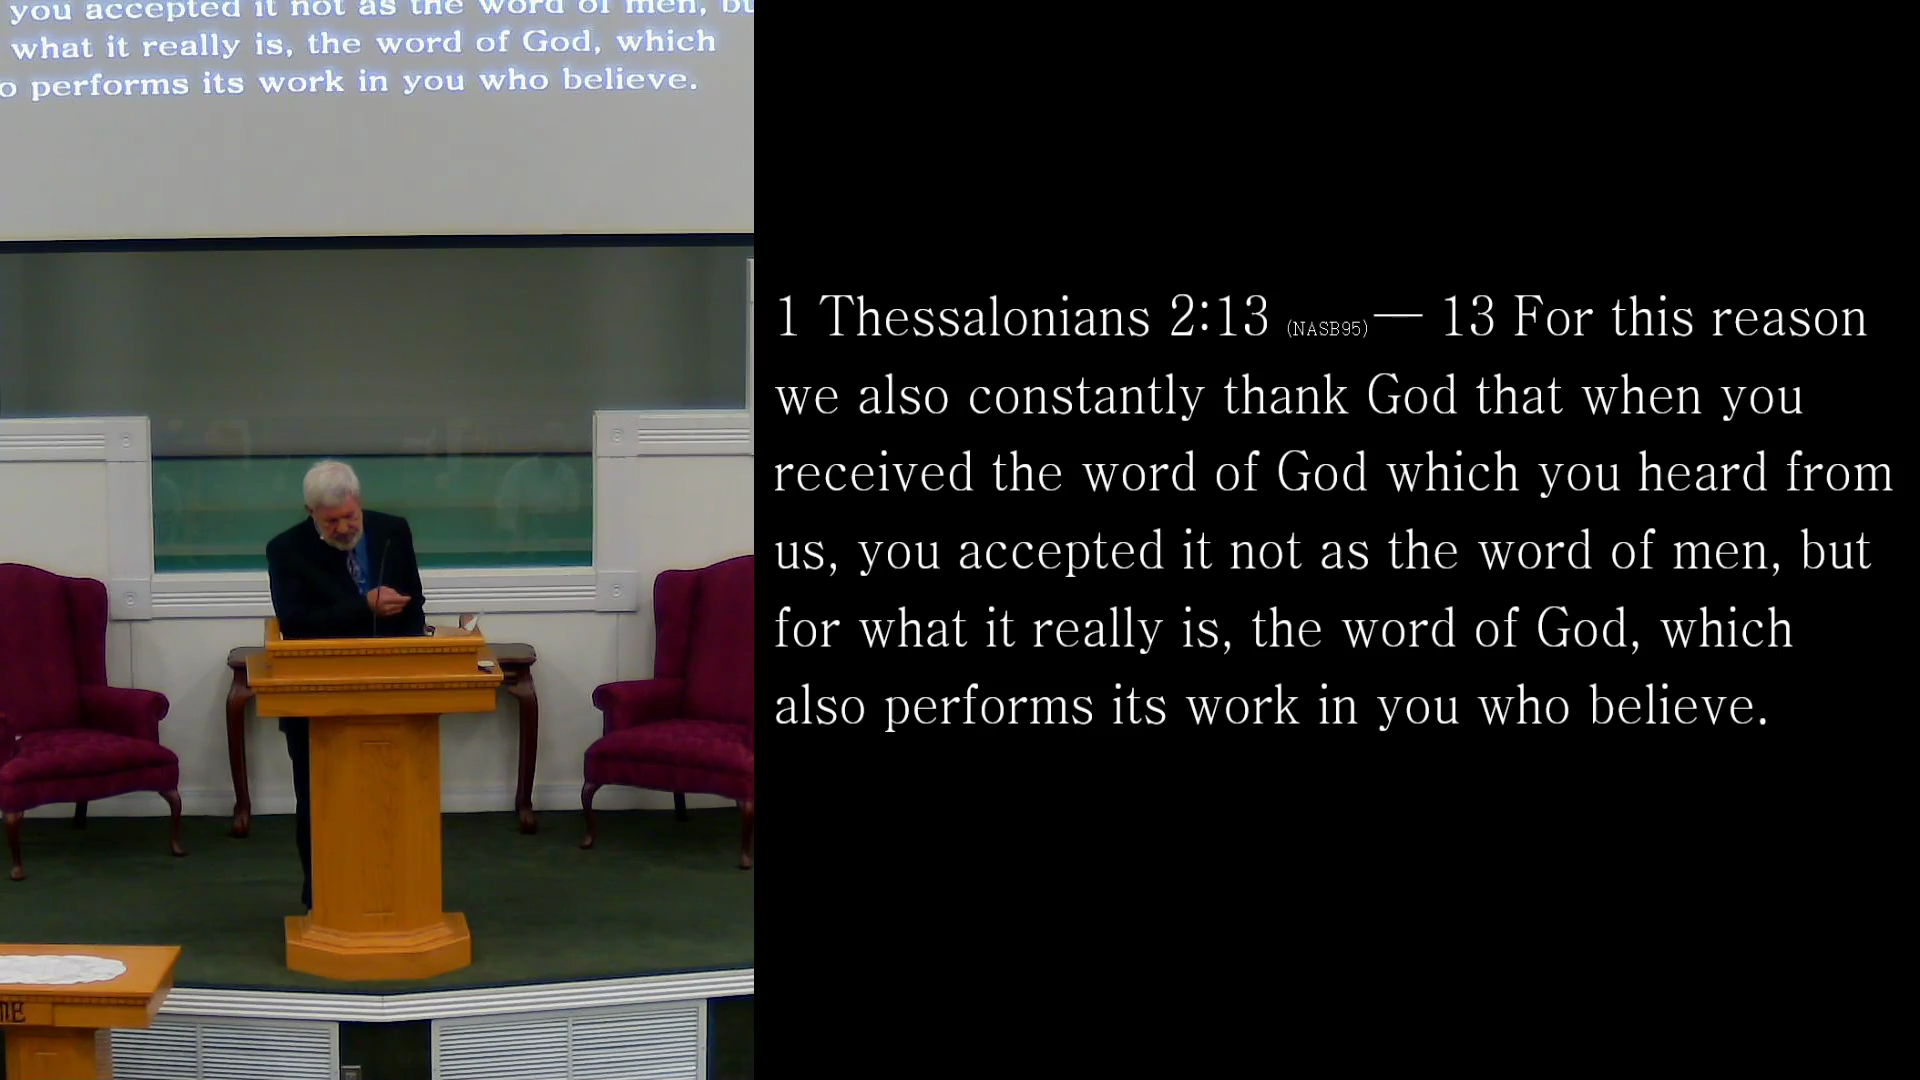 you accepted it not as the word of men, bu
what it really is, the word of God, which
o performs its work in you who believe.
1 Thessalonians 2:13 (NASB95)— 13 For this reason
we also constantly thank God that when you
received the word of God which you heard from
us, you accepted it not as the word of men, but
for what it really is, the word of God, which
also performs its work in you who believe.
ME